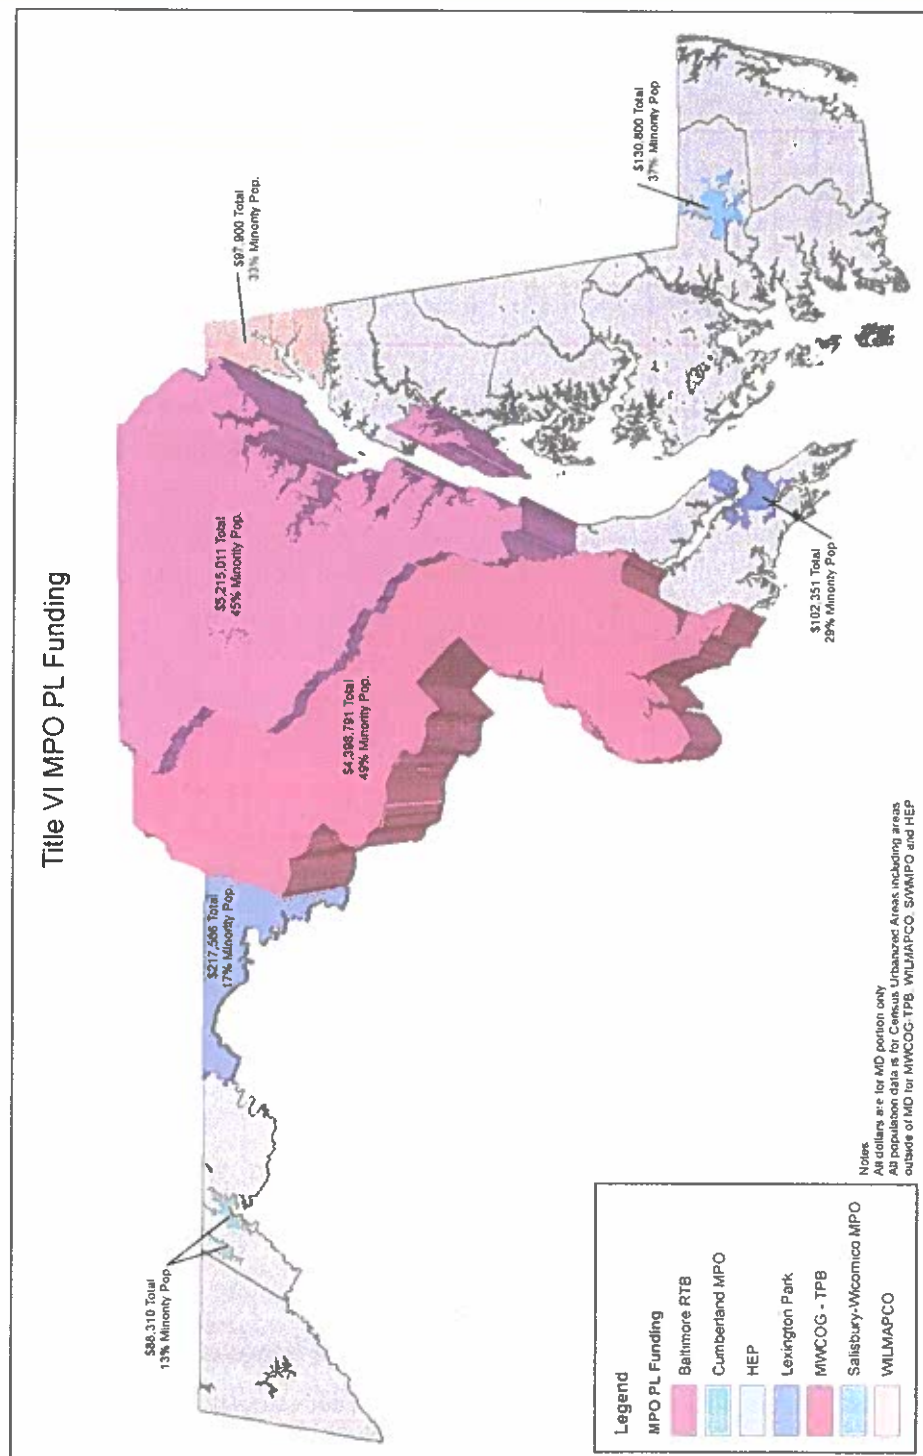 Title VI MPO PL Funding
$88,310 Total
13% Minority Pop
$217,586 Total
17% Minority Pop.
$4,398,791 Total
49% Minority Pop.
$5,215,011 Total
45% Minority Pop.
$97,900 Total
33% Minority Pop.
$130,800 Total
37% Minority Pop
$102,351 Total
29% Minority Pop
Legend
MPO PL Funding
Baltimore RTB
Cumberland MPO
HEP
Lexington Park
MWCOG - TPB
Salisbury-Wicomico MPO
WILMAPCO
Notes
All dollars are for MD portion only
All population data is for Census Urbanized Areas including areas
outside of MD for MWCOG-TPB, WILMAPCO, S/WMPO and HEP